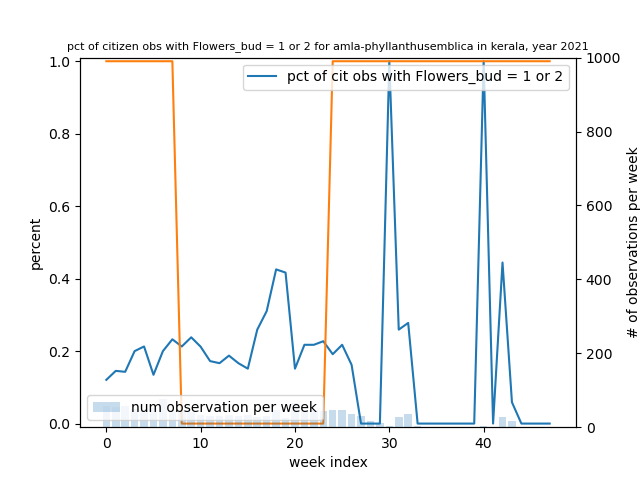 pct of citizen obs with Flowers_bud = 1 or 2 for amla-phyllanthusemblica in kerala, year 2021
pct of cit obs with Flowers_bud = 1 or 2
1.0
0.8
0.6
0.4
0.2
0.0
percent
1000
800
600
400
200
0
# of observations per week
num observation per week
0
10
20
30
40
week index